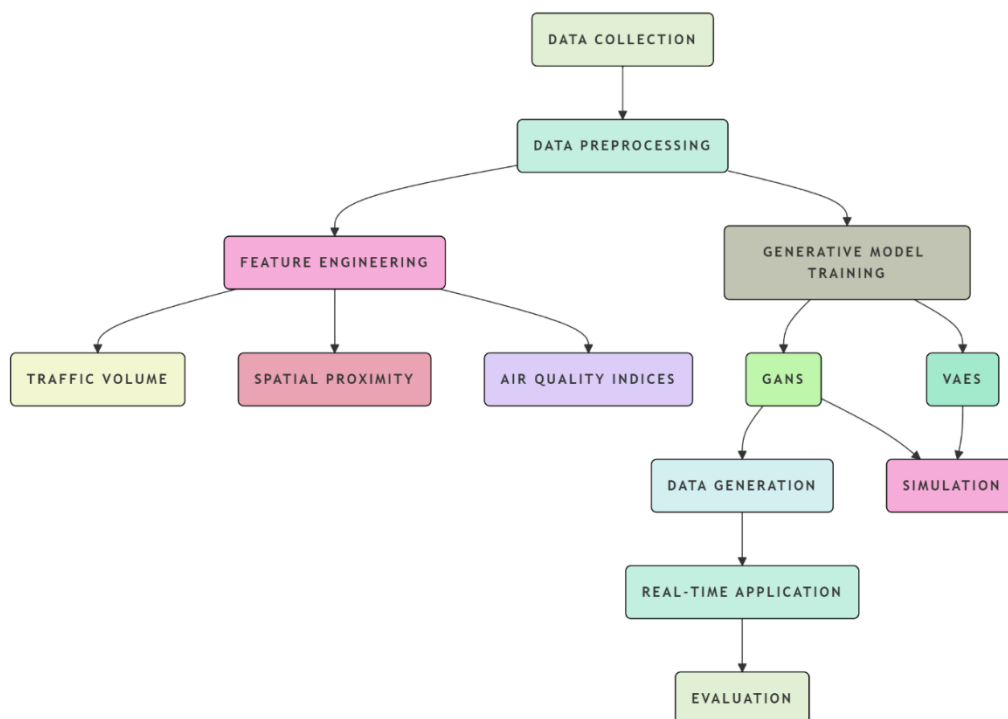 DATA COLLECTION
DATA PREPROCESSING
FEATURE ENGINEERING
GENERATIVE MODEL
TRAINING
TRAFFIC VOLUME
SPATIAL PROXIMITY
AIR QUALITY INDICES
GANS
VAES
DATA GENERATION
SIMULATION
REAL-TIME APPLICATION
EVALUATION